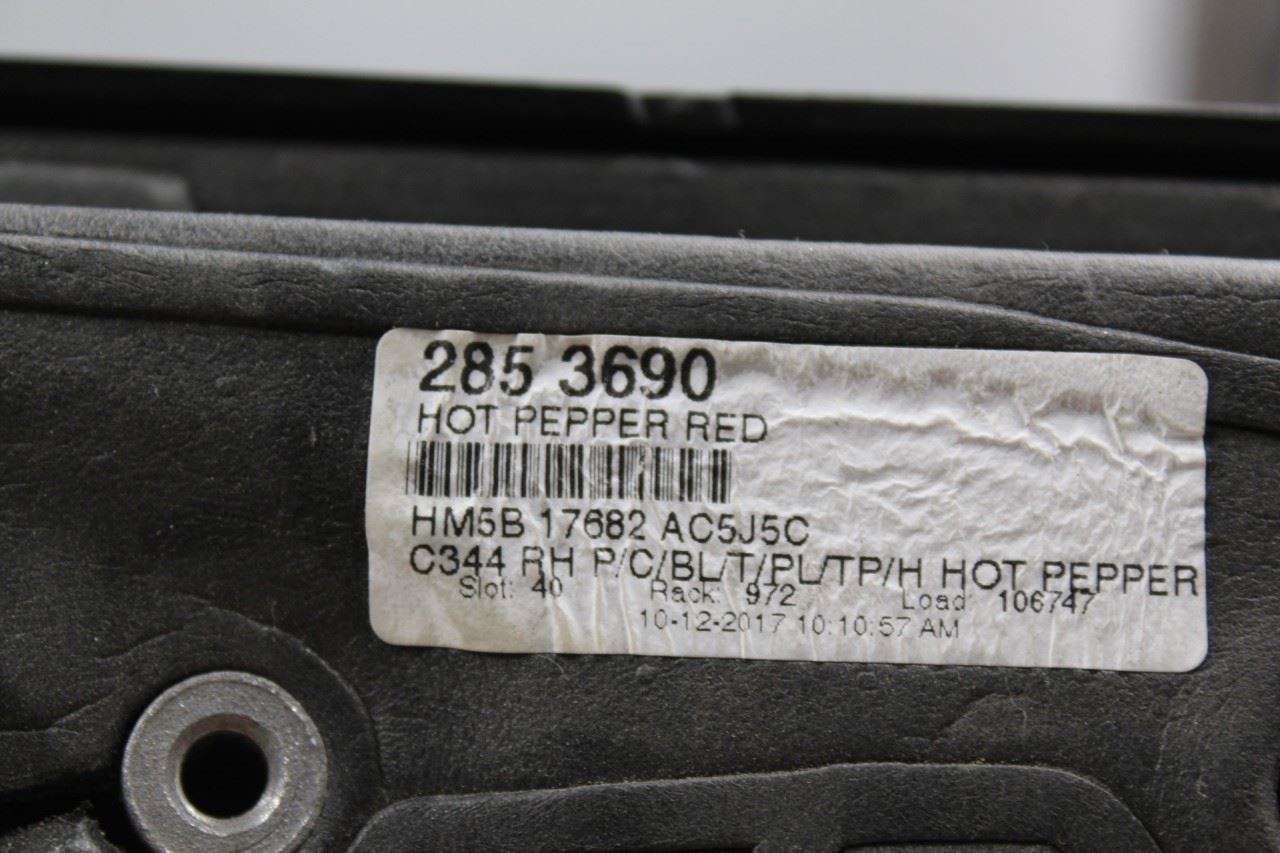 285 3690
HOT PEPPER RED
HM5B 17682 AC5J5C
C344 RH P/C/BL/T/PL/TP/H HOT PEPPER
Slot: 40 Rack: 972 Load: 106747
10-12-2017 10:10:57 AM